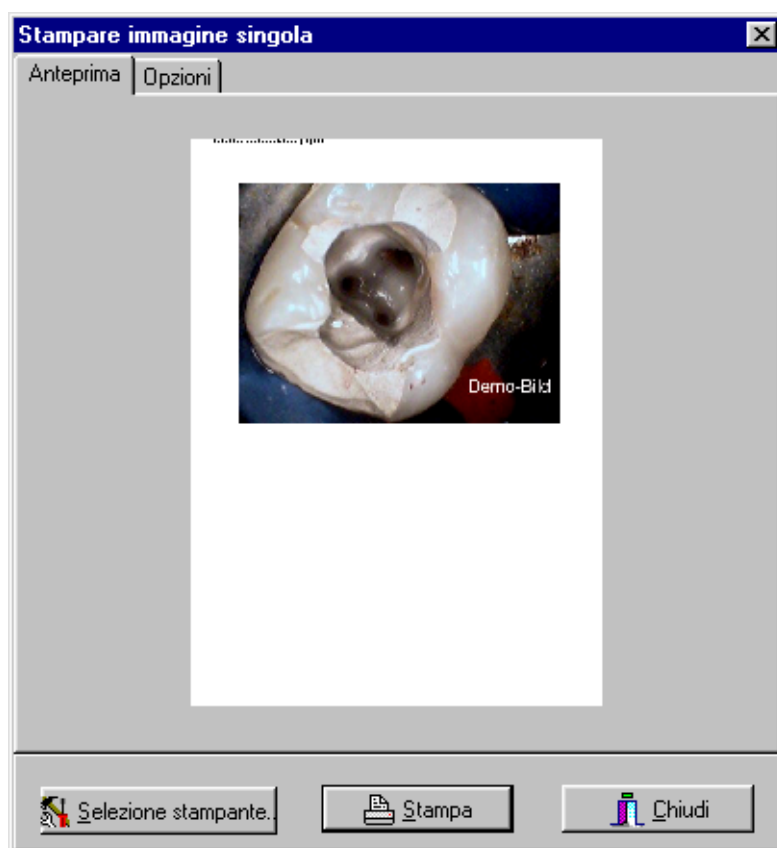 Stampare immagine singola
Anteprima Opzioni
Demo-Bild
Selezione stampante.. Stampa Chiudi